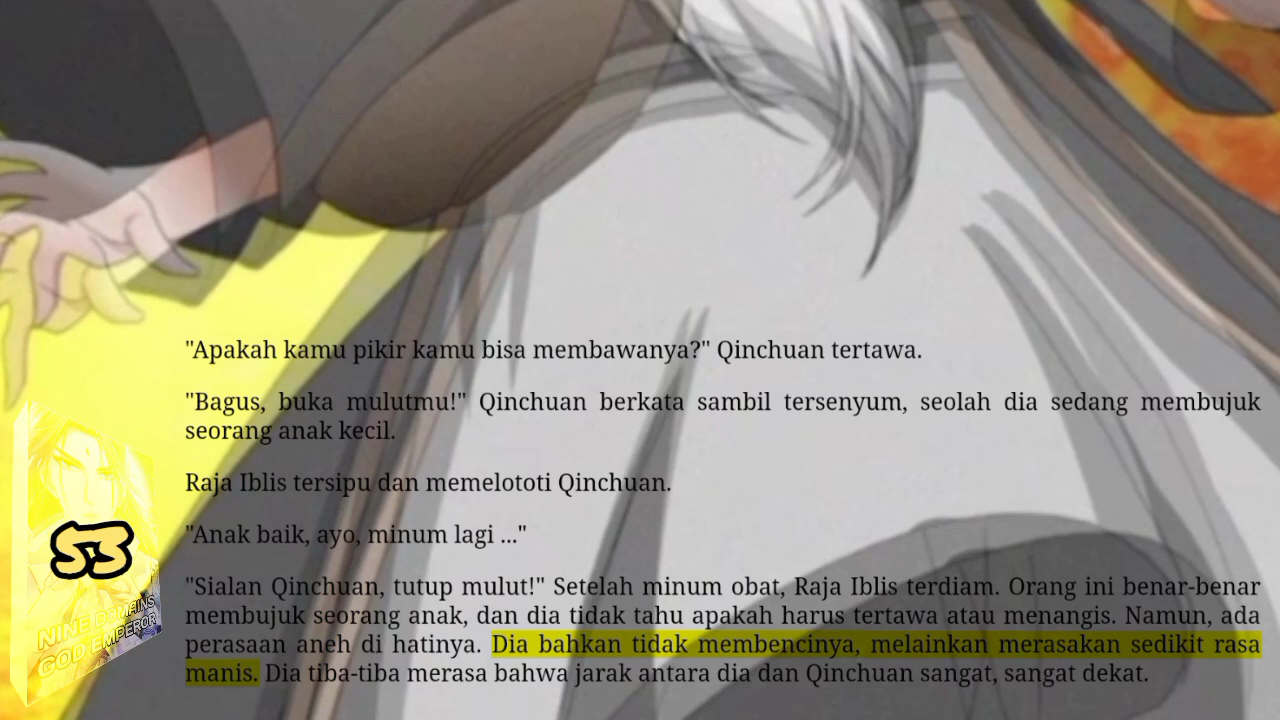 "Apakah kamu pikir kamu bisa membawanya?" Qinchuan tertawa.
"Bagus, buka mulutmu!" Qinchuan berkata sambil tersenyum, seolah dia sedang membujuk
seorang anak kecil.
Raja Iblis tersipu dan memelototi Qinchuan.
"Anak baik, ayo, minum lagi ..."
"Sialan Qinchuan, tutup mulut!" Setelah minum obat, Raja Iblis terdiam. Orang ini benar-benar
membujuk seorang anak, dan dia tidak tahu apakah harus tertawa atau menangis. Namun, ada
perasaan aneh di hatinya. Dia bahkan tidak membencinya, melainkan merasakan sedikit rasa
manis. Dia tiba-tiba merasa bahwa jarak antara dia dan Qinchuan sangat, sangat dekat.
53
NINE DOMAINS
GOD EMPEROR